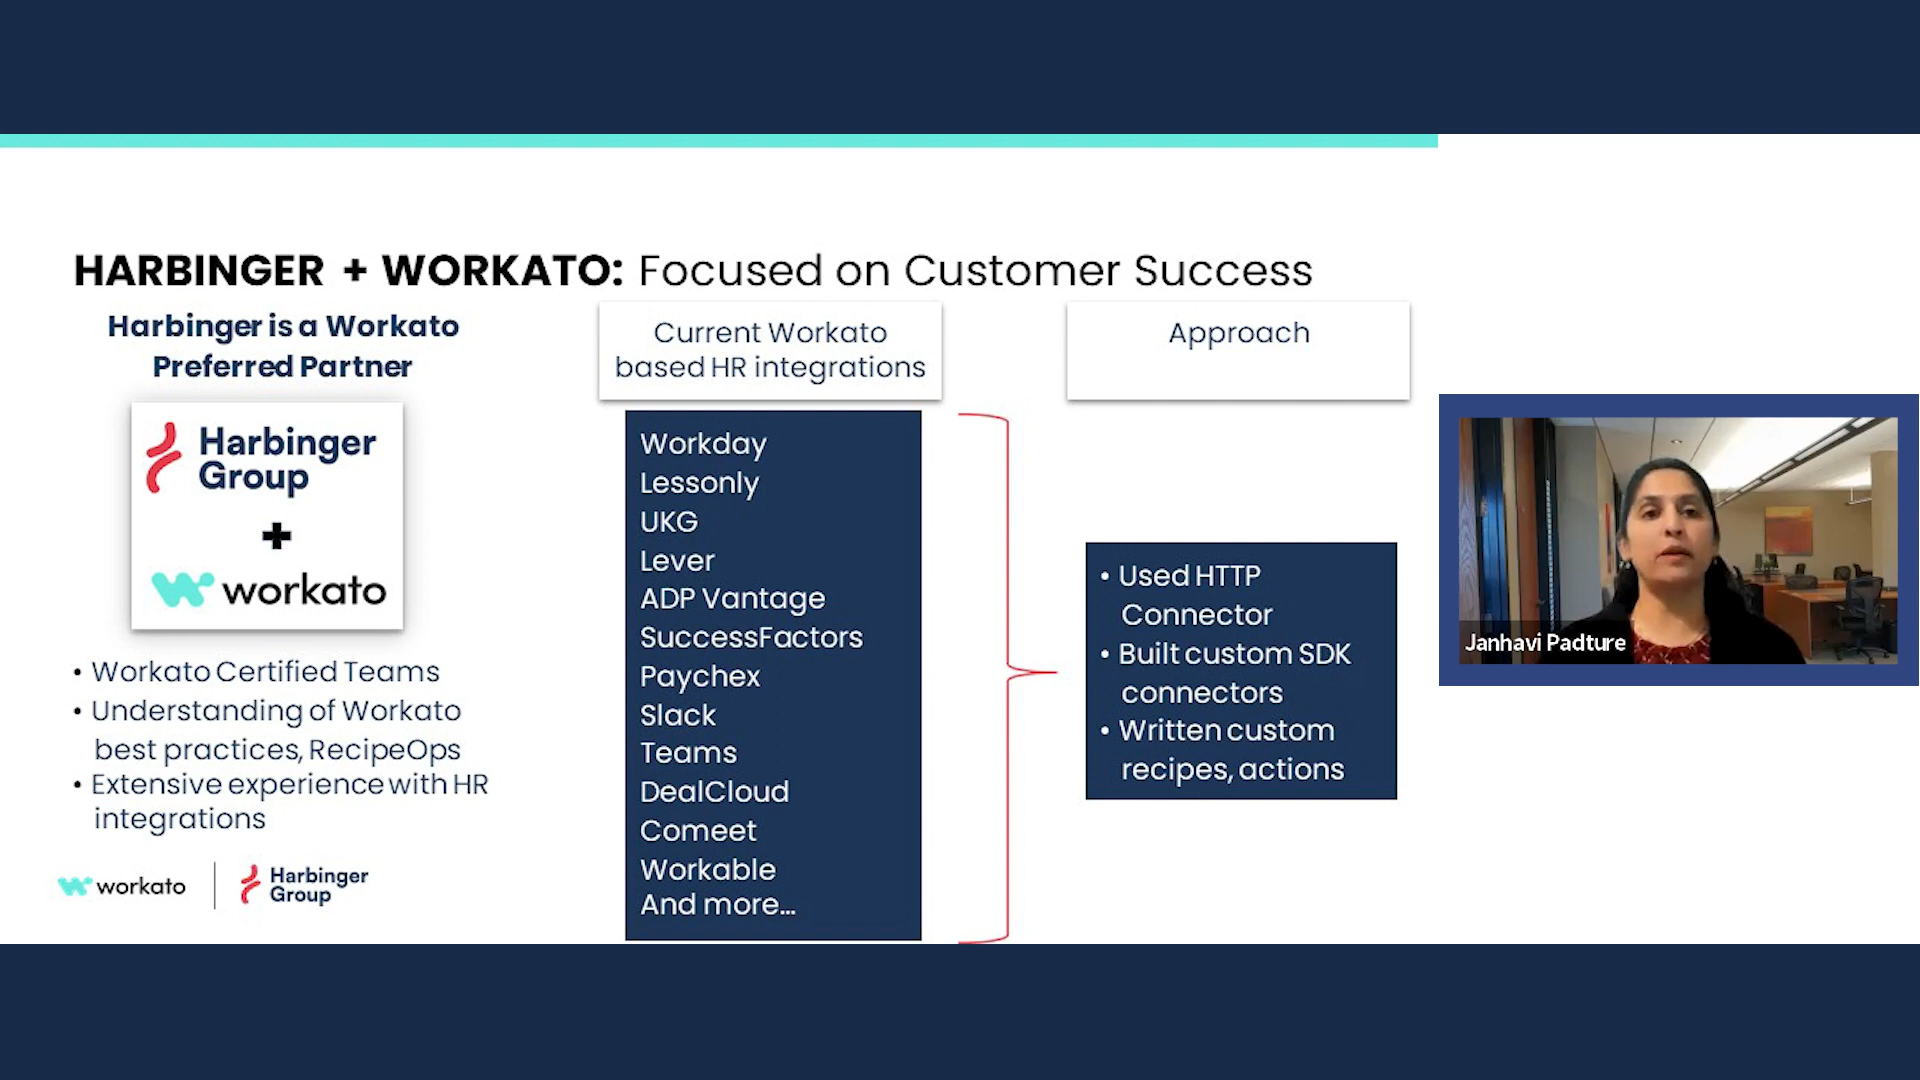 HARBINGER + WORKATO: Focused on Customer Success
Harbinger is a Workato
Preferred Partner
Harbinger
Group
+
workato
• Workato Certified Teams
• Understanding of Workato
best practices, RecipeOps
• Extensive experience with HR
integrations
workato
Harbinger
Group
Current Workato
based HR integrations
Workday
Lessonly
UKG
Lever
ADP Vantage
SuccessFactors
Paychex
Slack
Teams
DealCloud
Comeet
Workable
And more...
Approach
• Used HTTP
Connector
• Built custom SDK
connectors
• Written custom
recipes, actions
Janhavi Padture